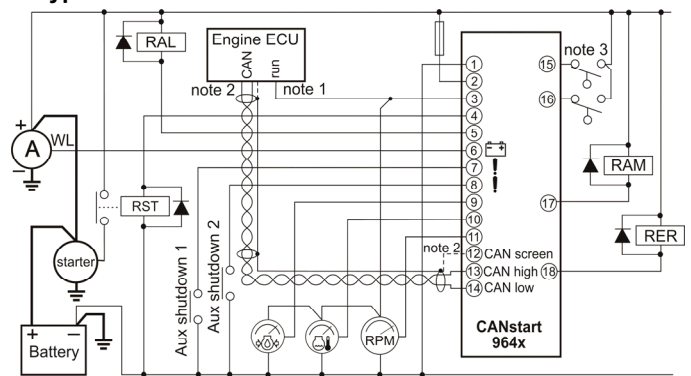 RAL
Engine ECU
CAN
run
note 2
note 1
1
2
3
4
5
6
7
8
9
10
11
12 CAN screen
13 CAN high
14 CAN low
15
16
17
18
note 3
note 2
CANstart
964x
+
A
WL
−
RST
starter
+ −
Battery
Aux shutdown 1
Aux shutdown 2
RPM
RAM
RER
- +
!
!